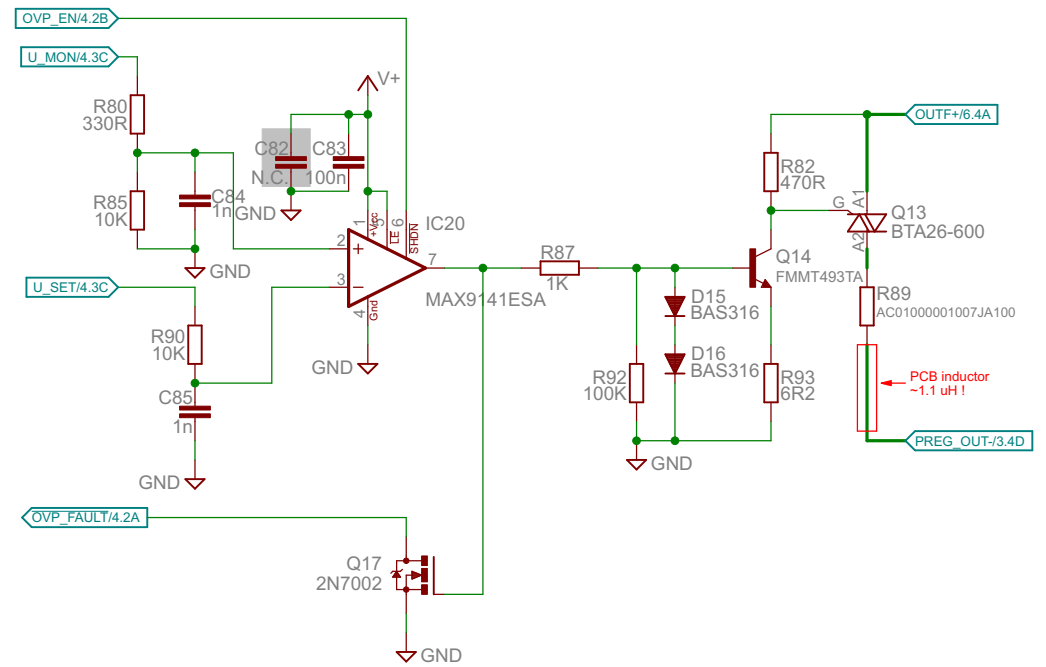 OVP_EN/4.2B
U_MON/4.3C
V+
R80
330R
C82
N.C.
C83
100n
OUTF+/6.4A
R82
470R
R85
10K
C84
1n
GND
GND
G
A1
A2
Q13
BTA26-600
1
+Vcc
5
LE
6
SHDN
IC20
2
+
3
−
7
4
Gnd
MAX9141ESA
R87
1K
Q14
FMMT493TA
U_SET/4.3C
R90
10K
D15
BAS316
R89
AC01000001007JA100
GND
D16
BAS316
R92
100K
R93
6R2
PCB inductor
~1.1 uH !
C85
1n
PREG_OUT-/3.4D
GND
GND
OVP_FAULT/4.2A
Q17
2N7002
GND